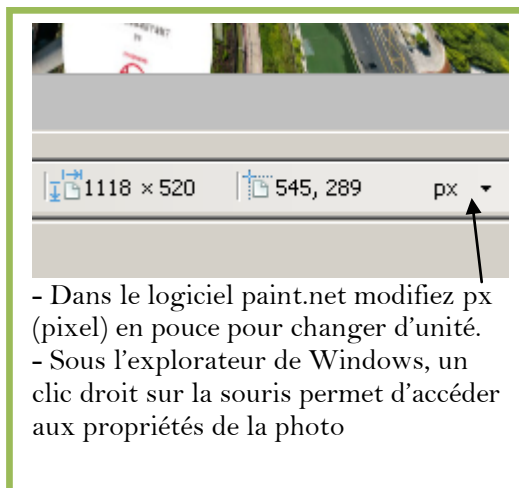 1118 × 520 545, 289 px
- Dans le logiciel paint.net modifiez px
(pixel) en pouce pour changer d'unité.
- Sous l'explorateur de Windows, un
clic droit sur la souris permet d'accéder
aux propriétés de la photo